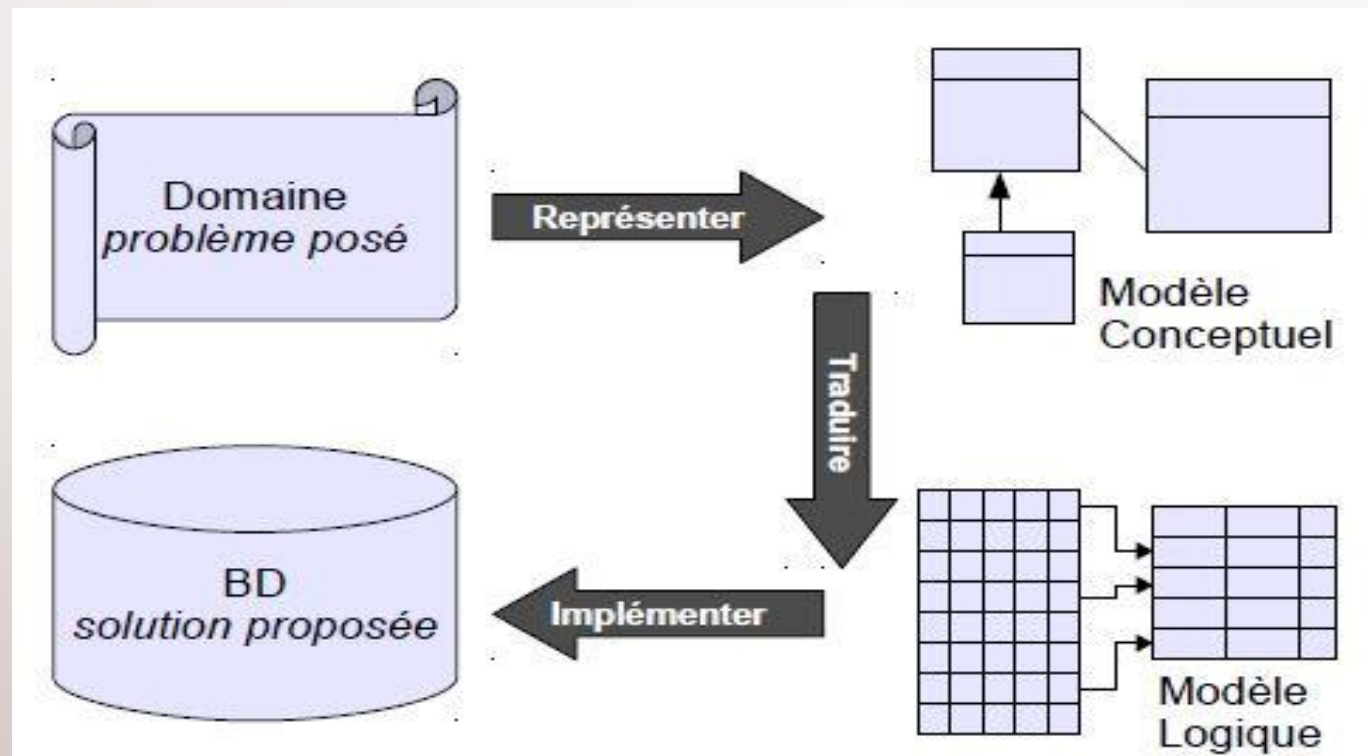 Domaine
problème posé
Représenter
Modèle
Conceptuel
Traduire
BD
solution proposée
Implémenter
Modèle
Logique